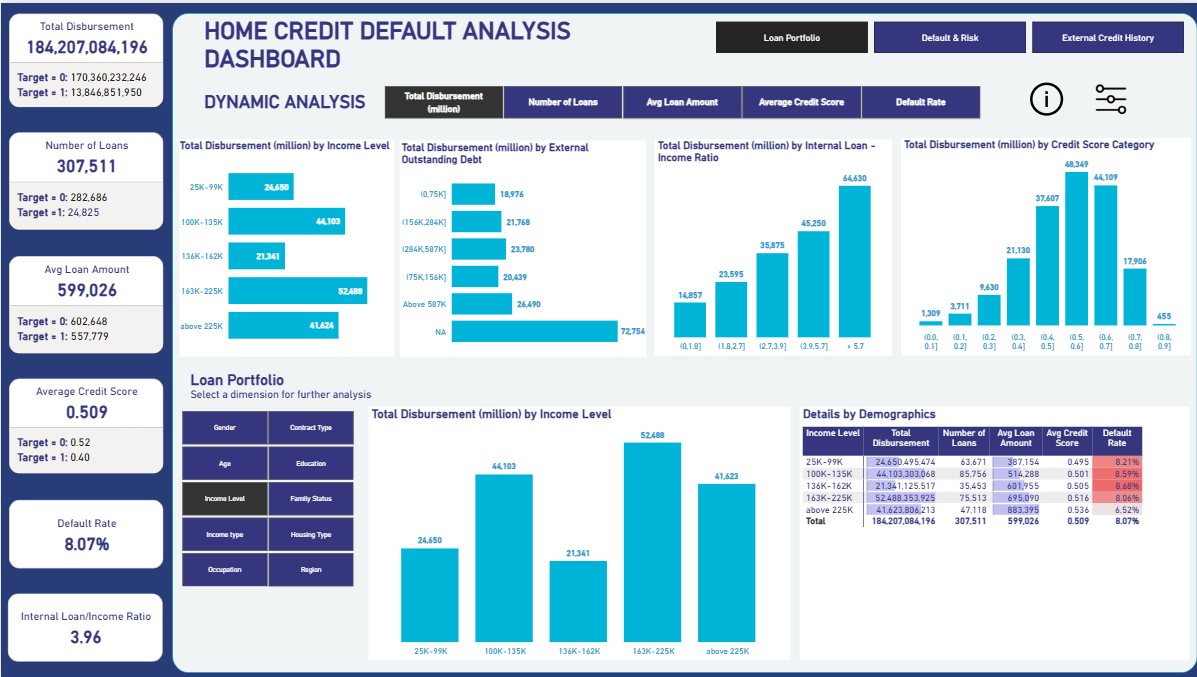 Total Disbursement
184,207,084,196
Target = 0: 170,360,232,246
Target = 1: 13,846,851,950
Number of Loans
307,511
Target = 0: 282,686
Target =1: 24,825
Avg Loan Amount
599,026
Target = 0: 602,648
Target = 1: 557,779
Average Credit Score
0.509
Target = 0: 0.52
Target = 1: 0.40
Default Rate
8.07%
Internal Loan/Income Ratio
3.96
HOME CREDIT DEFAULT ANALYSIS
DASHBOARD
Loan Portfolio
Default & Risk
External Credit History
DYNAMIC ANALYSIS
Total Disbursement
(million)
Number of Loans
Avg Loan Amount
Average Credit Score
Default Rate
i
Total Disbursement (million) by Income Level
25K-99K 24,650
100K-135K 44,103
136K-162K 21,341
163K-225K 52,488
above 225K 41,624
Total Disbursement (million) by External
Outstanding Debt
(0,75K] 18,976
(156K,284K] 21,768
(284K,587K] 23,780
(75K,156K] 20,439
Above 587K 26,490
NA 72,754
Total Disbursement (million) by Internal Loan -
Income Ratio
14,857 23,595 35,875 45,250 64,630
(0,1.8] (1.8,2.7] (2.7,3.9] (3.9,5.7] > 5.7
Total Disbursement (million) by Credit Score Category
1,309 3,711 9,630 21,130 37,607 48,349 44,109 17,906 455
(0.0, (0.1, (0.2, (0.3, (0.4, (0.5, (0.6, (0.7, (0.8,
0.1] 0.2] 0.3] 0.4] 0.5] 0.6] 0.7] 0.8] 0.9]
Loan Portfolio
Select a dimension for further analysis
Gender Contract Type
Age Education
Income Level Family Status
Income type Housing Type
Occupation Region
Total Disbursement (million) by Income Level
24,650 44,103 21,341 52,488 41,623
25K-99K 100K-135K 136K-162K 163K-225K above 225K
Details by Demographics
Income Level Total Number of Avg Loan Avg Credit Default
Disbursement Loans Amount Score Rate
25K-99K 24,650,495,474 63,671 387,154 0.495 8.21%
100K-135K 44,103,303,068 85,756 514,288 0.501 8.59%
136K-162K 21,341,125,517 35,453 601,955 0.505 8.68%
163K-225K 52,488,353,925 75,513 695,090 0.516 8.06%
above 225K 41,623,806,213 47,118 883,395 0.536 6.52%
Total 184,207,084,196 307,511 599,026 0.509 8.07%